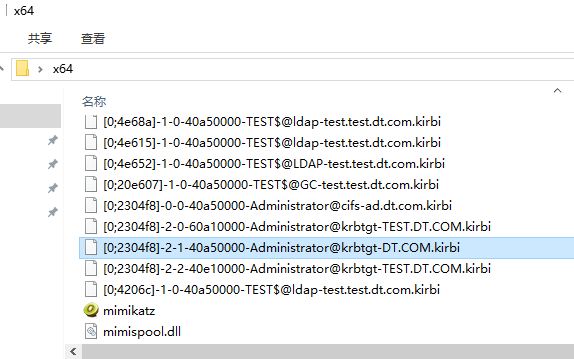 x64
共享 查看
x64
名称
[0;4e68a]-1-0-40a50000-TEST$@ldap-test.test.dt.com.kirbi
[0;4e615]-1-0-40a50000-TEST$@ldap-test.test.dt.com.kirbi
[0;4e652]-1-0-40a50000-TEST$@LDAP-test.test.dt.com.kirbi
[0;20e607]-1-0-40a50000-TEST$@GC-test.test.dt.com.kirbi
[0;2304f8]-0-0-40a50000-Administrator@cifs-ad.dt.com.kirbi
[0;2304f8]-2-0-60a10000-Administrator@krbtgt-TEST.DT.COM.kirbi
[0;2304f8]-2-1-40a50000-Administrator@krbtgt-DT.COM.kirbi
[0;2304f8]-2-2-40e10000-Administrator@krbtgt-TEST.DT.COM.kirbi
[0;4206c]-1-0-40a50000-TEST$@ldap-test.test.dt.com.kirbi
mimikatz
mimispool.dll